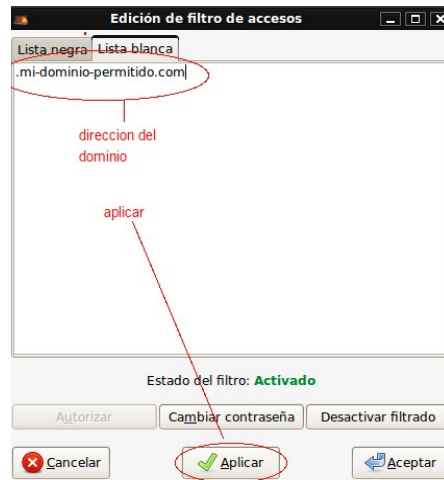 Edición de filtro de accesos
Lista negra Lista blanca
.mi-dominio-permitido.com
direccion del
dominio
aplicar
Estado del filtro: Activado
Autorizar Cambiar contraseña Desactivar filtrado
Cancelar Aplicar Aceptar